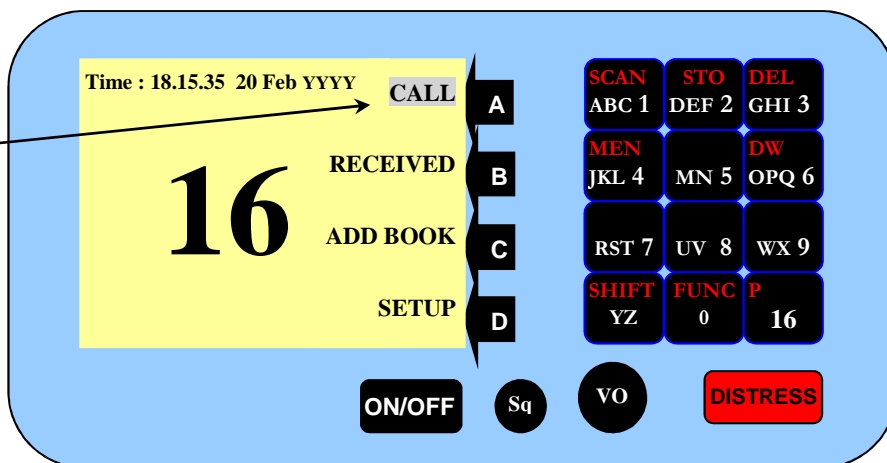 Time : 18.15.35 20 Feb YYYY
CALL A
RECEIVED B
16
ADD BOOK C
SETUP D
SCAN STO DEL
ABC 1 DEF 2 GHI 3
MEN DW
JKL 4 MN 5 OPQ 6
RST 7 UV 8 WX 9
SHIFT FUNC P
YZ 0 16
ON/OFF Sq VO DISTRESS